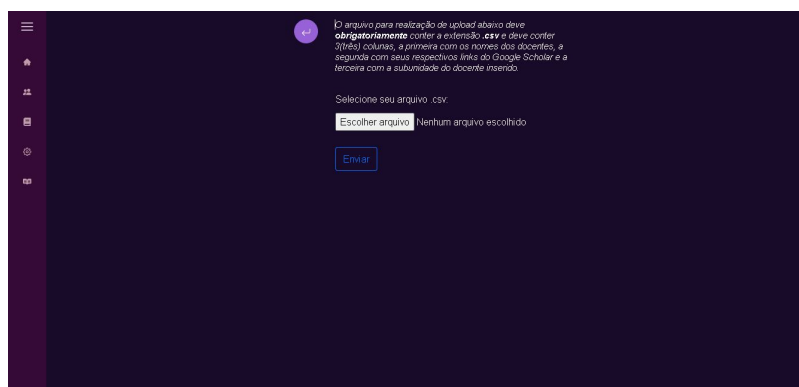 O arquivo para realização de upload abaixo deve
obrigatoriamente conter a extensão .csv e deve conter
3(três) colunas, a primeira com os nomes dos docentes, a
segunda com seus respectivos links do Google Scholar e a
terceira com a subunidade do docente inserido.
Selecione seu arquivo .csv:
Escolher arquivo Nenhum arquivo escolhido
Enviar